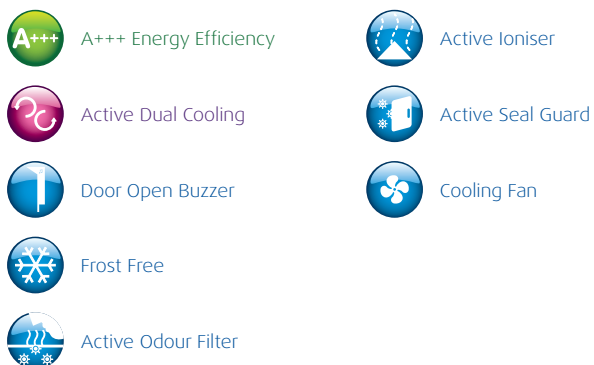 A+++ A+++ Energy Efficiency
Active Dual Cooling
Door Open Buzzer
Frost Free
Active Odour Filter
Active Ioniser
Active Seal Guard
Cooling Fan